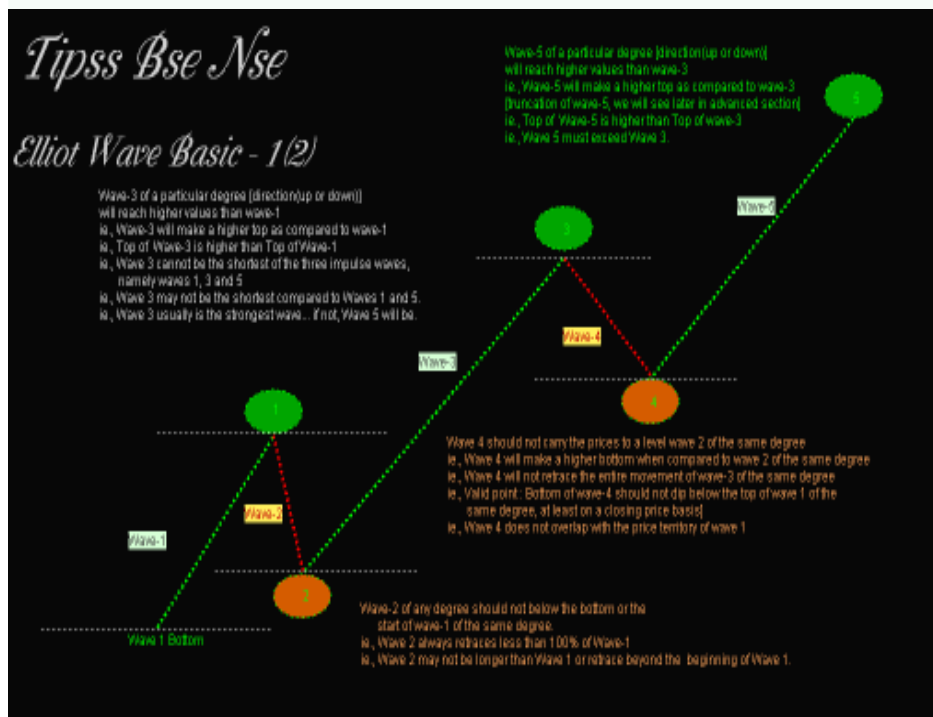 Tipss Bse Nse
Elliot Wave Basic - 1(2)
Wave-5 of a particular degree [direction(up or down)]
will reach higher values than wave-3
ie., Wave-5 will make a higher top as compared to wave-3
[truncation of wave-5, we will see later in advanced section]
ie., Top of Wave-5 is higher than Top of wave-3
ie., Wave 5 must exceed Wave 3.
5
Wave-3 of a particular degree [direction(up or down)]
will reach higher values than wave-1
ie., Wave-3 will make a higher top as compared to wave-1
ie., Top of Wave-3 is higher than Top of Wave-1
ie., Wave 3 cannot be the shortest of the three impulse waves,
namely waves 1, 3 and 5
ie., Wave 3 may not be the shortest compared to Waves 1 and 5.
ie., Wave 3 usually is the strongest wave... if not, Wave 5 will be.
Wave-5
3
Wave-4
Wave-3
4
1
Wave 4 should not carry the prices to a level wave 2 of the same degree
ie., Wave 4 will make a higher bottom when compared to wave 2 of the same degree
ie., Wave 4 will not retrace the entire movement of wave-3 of the same degree
ie., Valid point : Bottom of wave-4 should not dip below the top of wave 1 of the
same degree, at least on a closing price basis]
ie., Wave 4 does not overlap with the price territory of wave 1
Wave-2
Wave-1
2
Wave-2 of any degree should not below the bottom or the
start of wave-1 of the same degree.
ie., Wave 2 always retraces less than 100% of Wave-1
ie., Wave 2 may not be longer than Wave 1 or retrace beyond the beginning of Wave 1.
Wave 1 Bottom